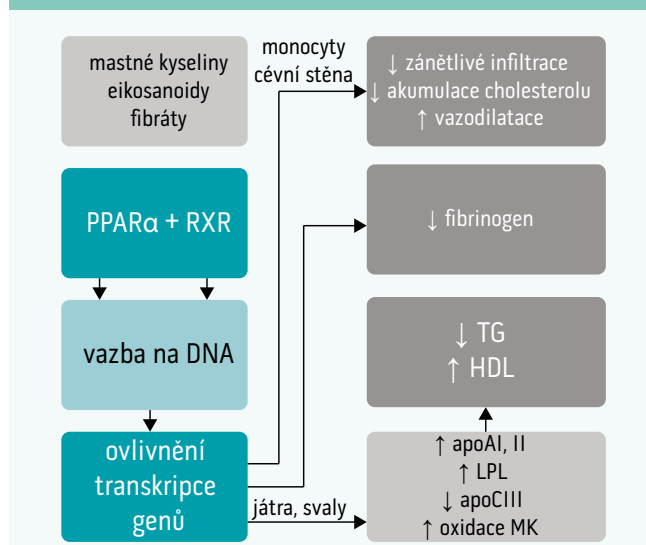 mastné kyseliny
eikosanoidy
fibráty
monocyty
cévní stěna
↓ zánětlivé infiltrace
↓ akumulace cholesterolu
↑ vazodilatace
PPARα + RXR
↓ fibrinogen
vazba na DNA
↓ TG
↑ HDL
ovlivnění
transkripce
genů
játra, svaly
↑ apoAI, II
↑ LPL
↓ apoCIII
↑ oxidace MK